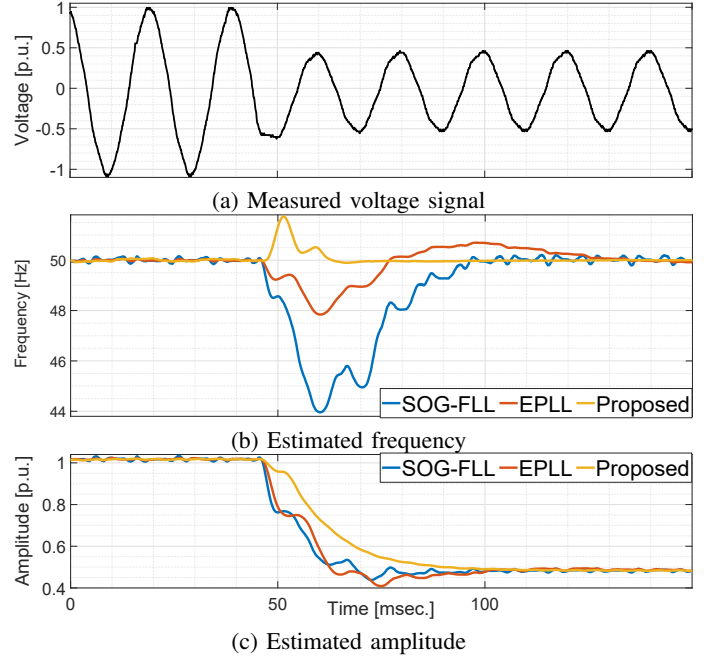 1
0.5
0
-0.5
-1
Voltage [p.u.]
(a) Measured voltage signal
50
48
46
44
Frequency [Hz]
SOG-FLL EPLL Proposed
(b) Estimated frequency
1
0.8
0.6
0.4
Amplitude [p.u.]
SOG-FLL EPLL Proposed
0 50 100
Time [msec.]
(c) Estimated amplitude